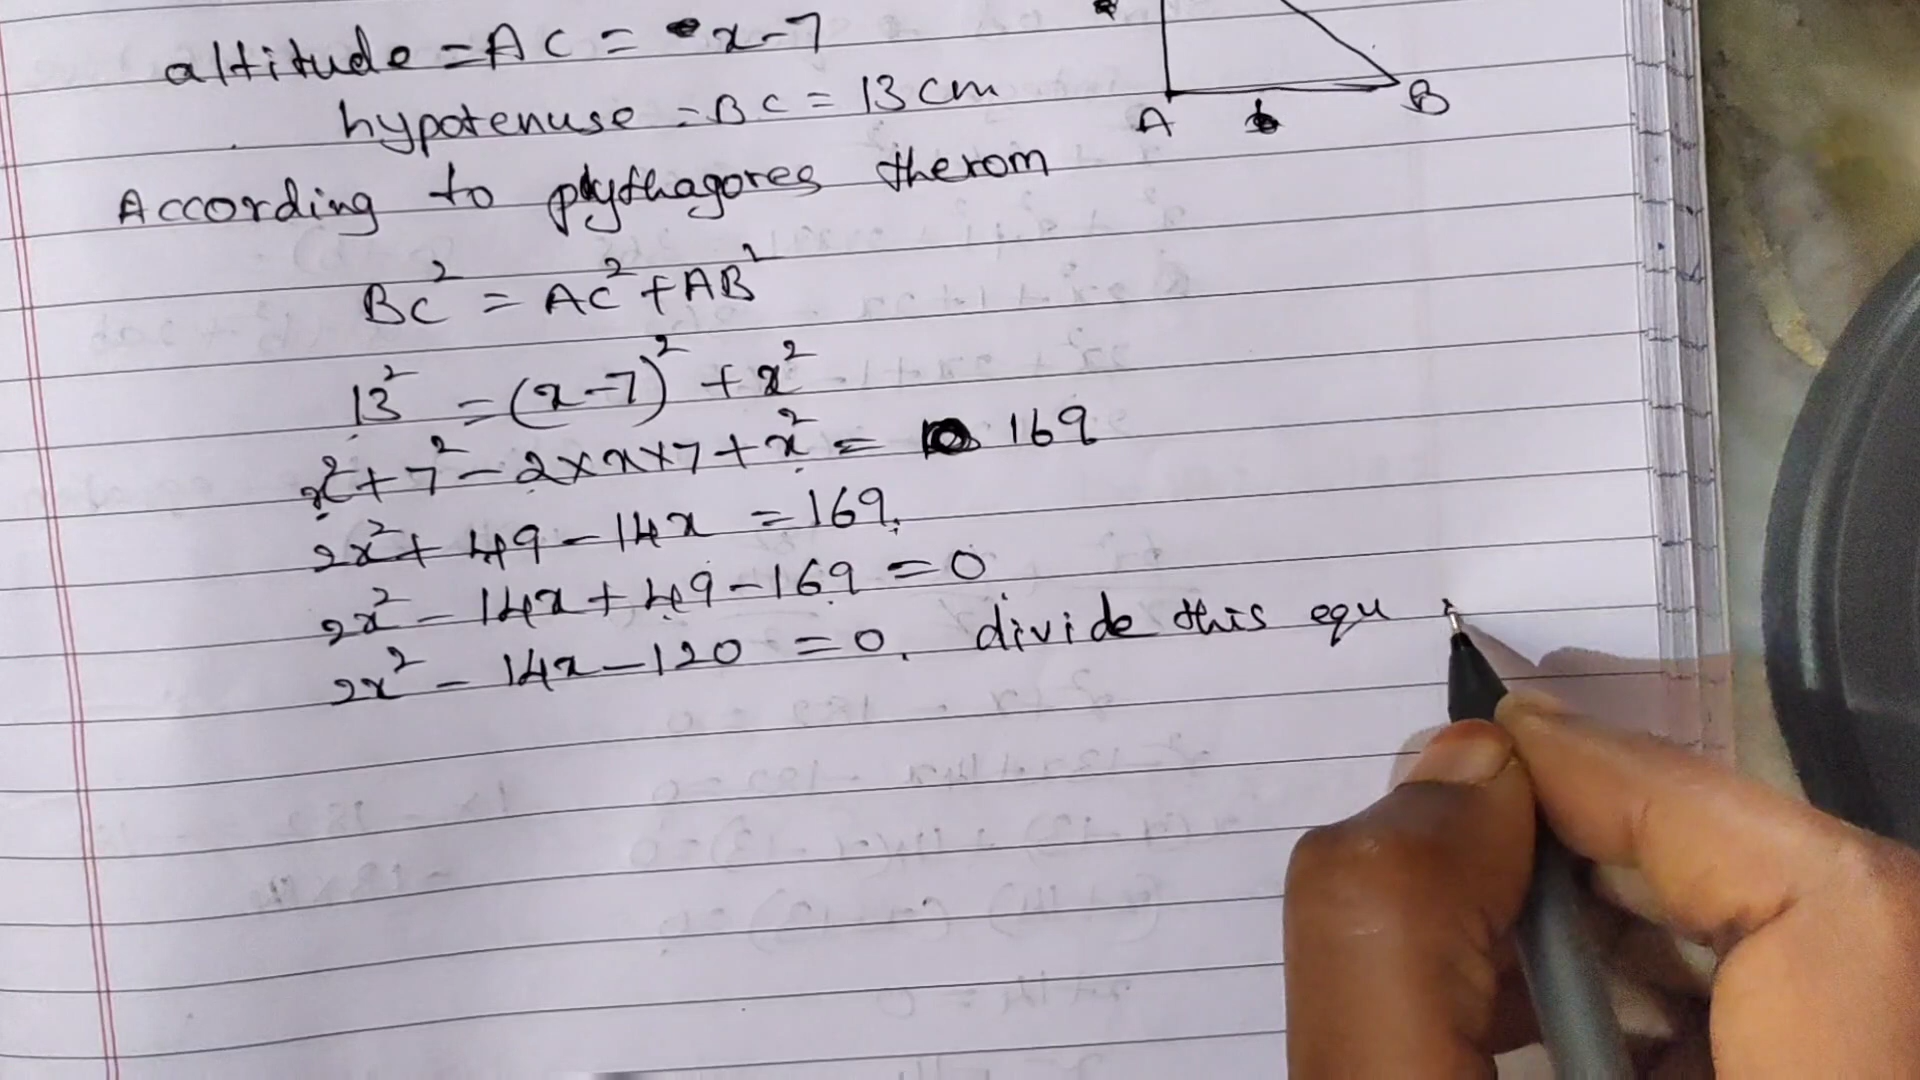 altitude = AC = x-7
hypotenuse = BC = 13 cm
A b B
According to pythagores therom
BC² = AC² + AB²
13² = (x-7)² + x²
x² + 7² - 2×x×7 + x² = 169
2x² + 49 - 14x = 169.
2x² - 14x + 49 - 169 = 0
2x² - 14x - 120 = 0. divide this equ